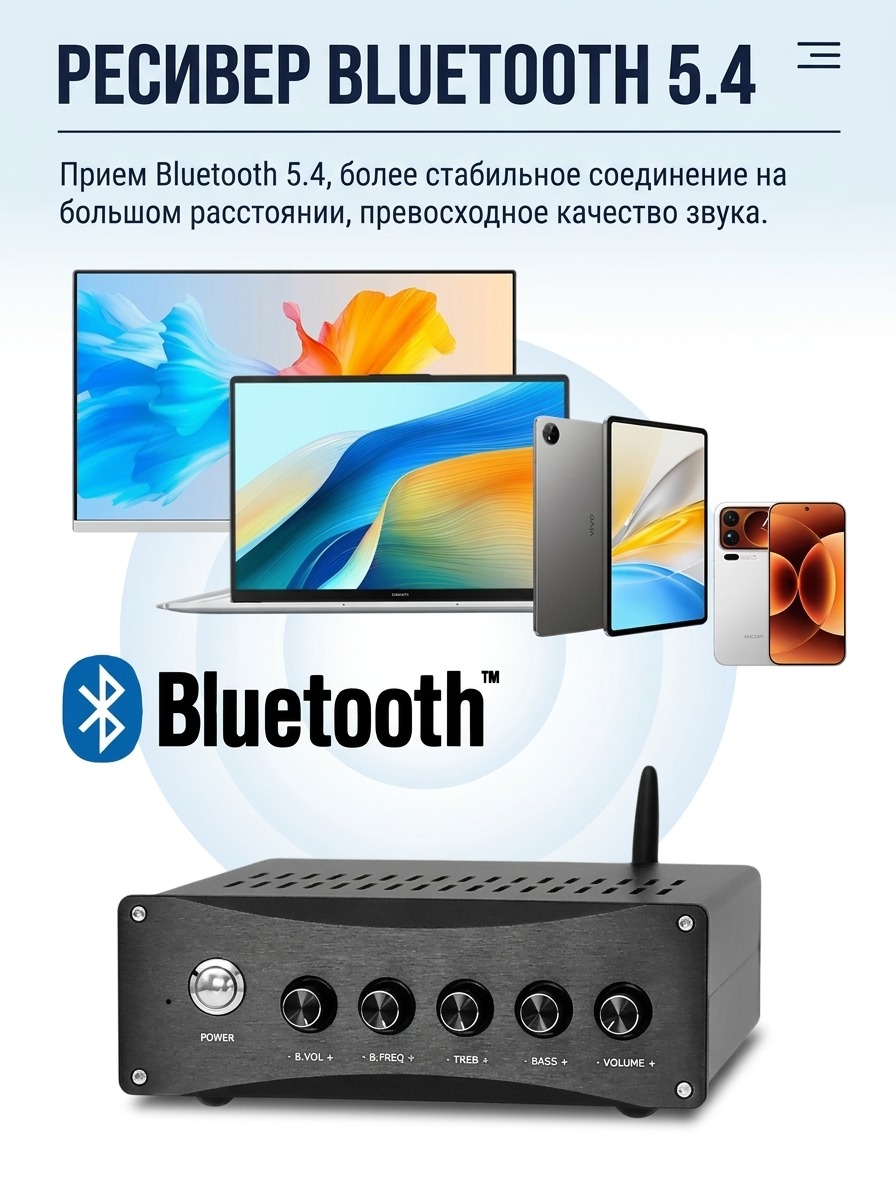 РЕСИВЕР BLUETOOTH 5.4
Прием Bluetooth 5.4, более стабильное соединение на
большом расстоянии, превосходное качество звука.
vivo
Bluetooth™
POWER
- B.VOL +
- B.FREQ +
- TREB +
- BASS +
- VOLUME +